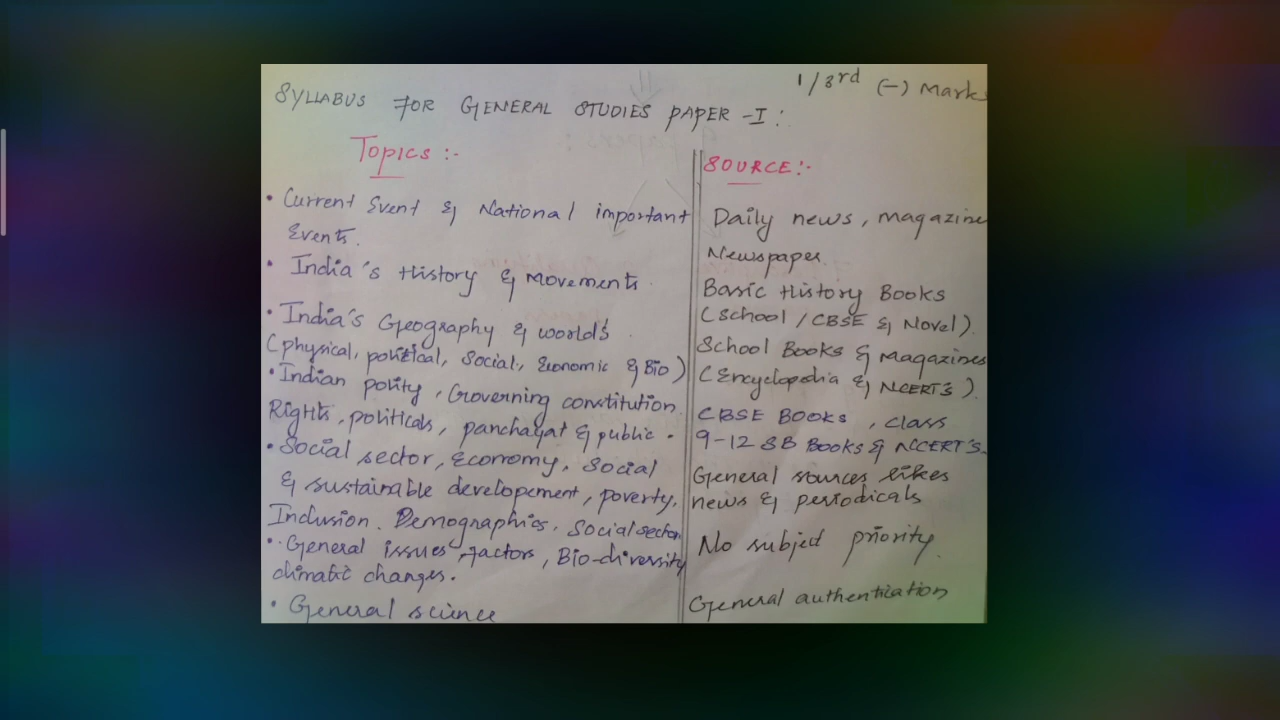 1/3rd (-) Marks
SYLLABUS FOR GENERAL STUDIES PAPER -I:
Topics :-
• Current Event & National important
Events.
• India's History & Movements
• India's Geography & world's
(physical, political, Social, Economic & Bio)
• Indian polity, Governing constitution
Rights, politicals, panchayat & public.
• Social sector, Economy, Social
& sustainable developement, poverty,
Inclusion. Demographics, Social sector
• General issues, factors, Bio-diversity
climatic changes.
• General science
SOURCE:-
Daily news, magazine
Newspaper
Basic History Books
(School / CBSE & Novel).
School Books & Magazines
(Encyclopedia & NCERT'S).
CBSE BOOKS, class
9-12 SB Books & NCCERT'S.
General sources likes
news & periodicals
No subject priority.
General authentication